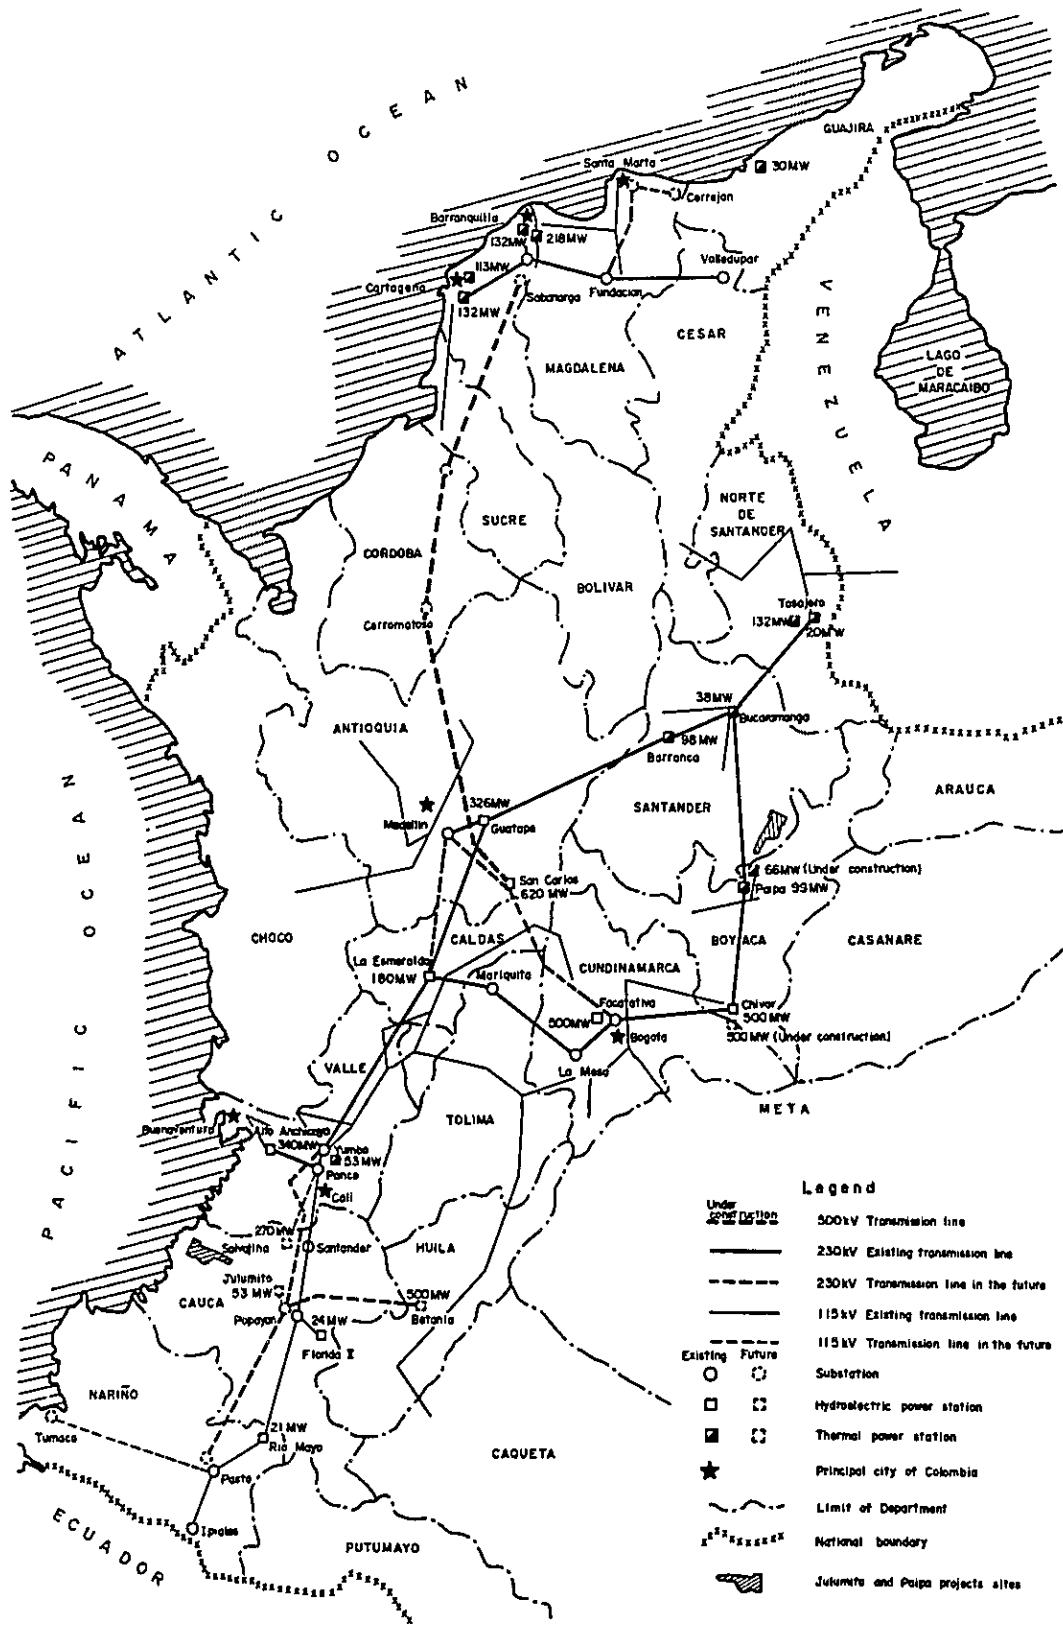 ATLANTIC OCEAN
GUAJIRA
Santa Marta
30MW
Cerrejon
Barranquilla
132MW
218MW
113MW
Valledupar
Cartagena
132MW
Sabanarga
Fundacion
CESAR
VENEZUELA
LAGO
DE
MARACAIBO
MAGDALENA
PANAMA
NORTE
DE
SANTANDER
SUCRE
CORDOBA
BOLIVAR
Tasajero
132MW
20MW
Cerromatoso
38MW
Bucaramanga
ANTIOQUIA
98MW
Barranca
ARAUCA
SANTANDER
326MW
Guatape
Medellin
PACIFIC OCEAN
66MW (Under construction)
Paipa 99MW
San Carlos
620 MW
CHOCO
CALDAS
BOYACA
CASANARE
La Esmeralda
180MW
Mariquita
CUNDINAMARCA
Facatativa
500MW
Chivor
500 MW
500 MW (Under construction)
Bogota
La Mesa
VALLE
META
TOLIMA
Buenaventura
Alto Anchicaya
340MW
Yumbo
53MW
Pance
Cali
270MW
Salvajina
Santander
HUILA
Julumito
53MW
CAUCA
500MW
Betania
Popayan
24MW
Florida II
NARIÑO
21 MW
Rio Mayo
Tumaco
CAQUETA
Pasto
Ipiales
ECUADOR
PUTUMAYO
Legend
Under
construction
500kV Transmission line
230kV Existing transmission line
230kV Transmission line in the future
115kV Existing transmission line
115kV Transmission line in the future
Existing Future
Substation
Hydroelectric power station
Thermal power station
Principal city of Colombia
Limit of Department
National boundary
Julumito and Paipa projects sites